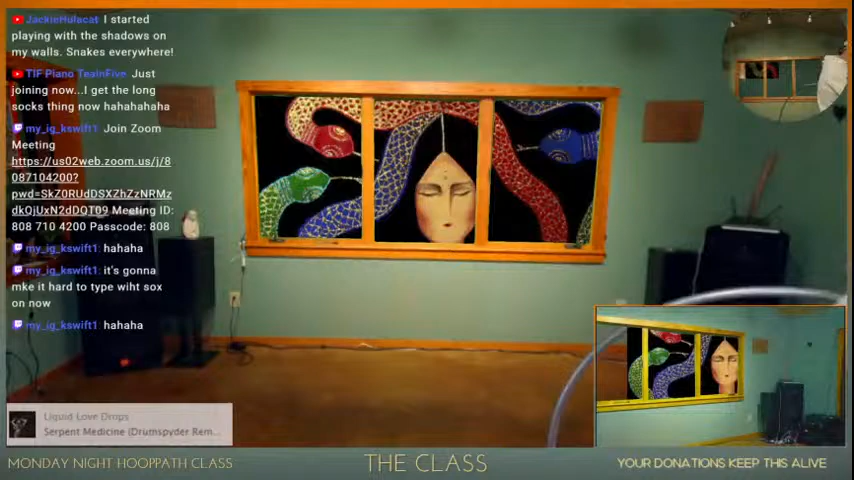 JackieHulacat I started
playing with the shadows on
my walls. Snakes everywhere!
TIF Piano TeainFive Just
joining now...I get the long
socks thing now hahahahaha
my_ig_kswift1 Join Zoom
Meeting
https://us02web.zoom.us/j/8
087104200?
pwd=SkZ0RUdDSXZhZzNRMz
dkQjUxN2dDQT09 Meeting ID:
808 710 4200 Passcode: 808
my_ig_kswift1 hahaha
my_ig_kswift1 it's gonna
mke it hard to type wiht sox
on now
my_ig_kswift1 hahaha
Liquid Love Drops
Serpent Medicine (Drumspyder Rem...
MONDAY NIGHT HOOPPATH CLASS
THE CLASS
YOUR DONATIONS KEEP THIS ALIVE